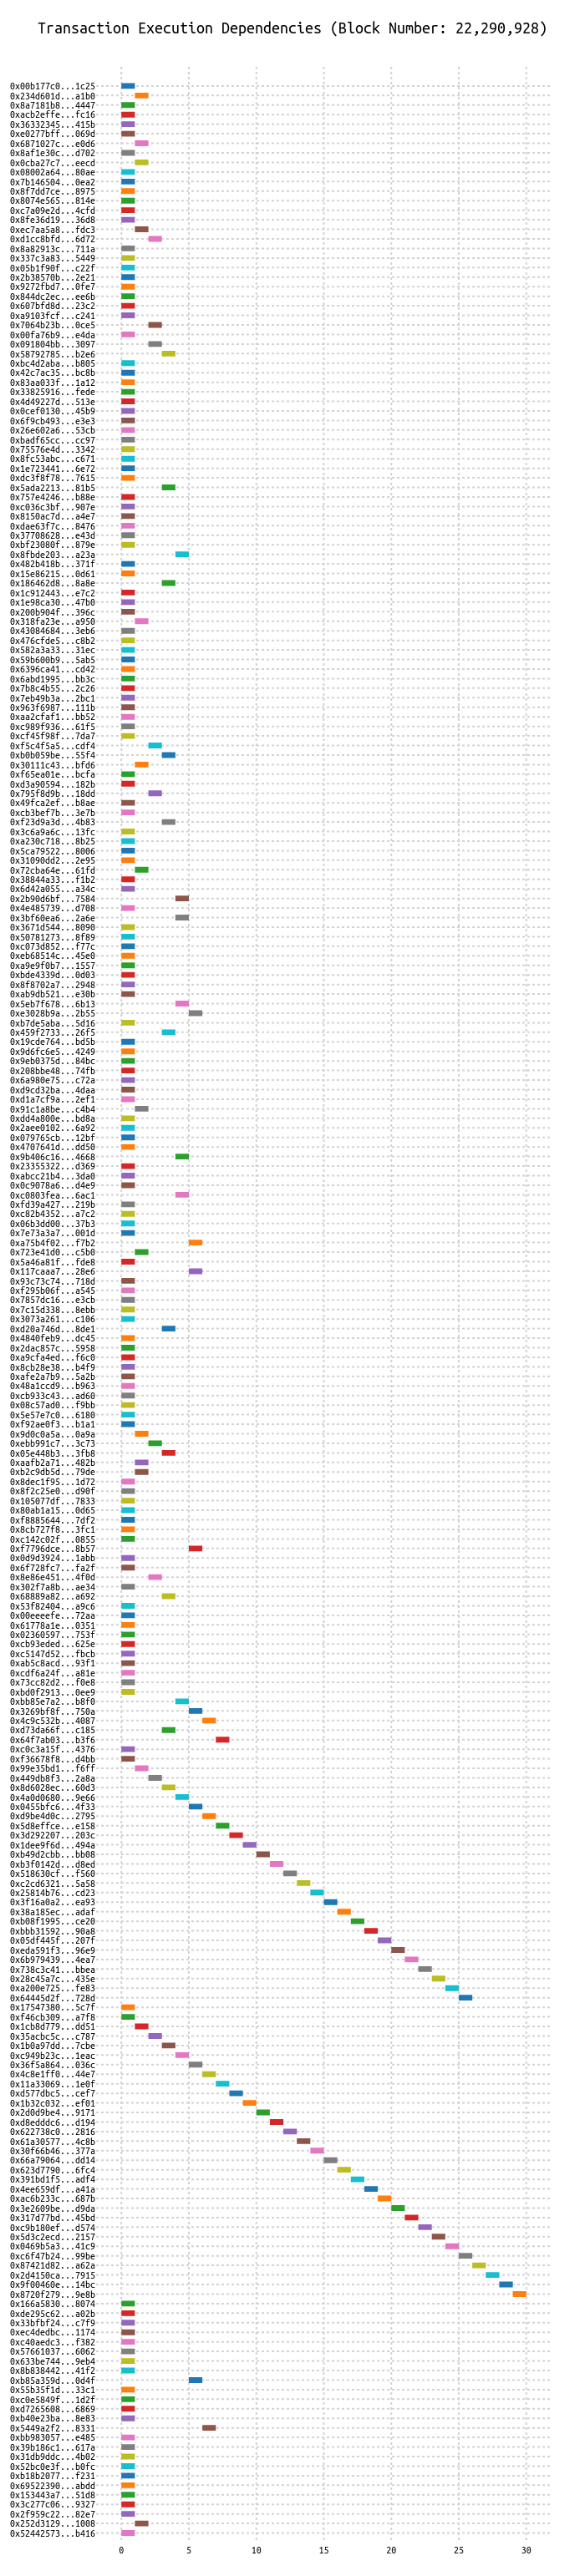 Transaction Execution Dependencies (Block Number: 22,290,928)
0x00b177c0...1c25
0x234d601d...a1b0
0x8a7181b8...4447
0xacb2effe...fc16
0x36332345...415b
0xe0277bff...069d
0x6871027c...e0d6
0x8af1e30c...d702
0x0cba27c7...eecd
0x08002a64...80ae
0x7b146504...0ea2
0x8f7dd7ce...8975
0x8074e565...814e
0xc7a09e2d...4cfd
0x8fe36d19...36d8
0xec7aa5a8...fdc3
0xd1cc8bfd...6d72
0x8a82913c...711a
0x337c3a83...5449
0x05b1f90f...c22f
0x2b38570b...2e21
0x9272fbd7...0fe7
0x844dc2ec...ee6b
0x607bfd8d...23c2
0xa9103fcf...c241
0x7064b23b...0ce5
0x00fa76b9...e4da
0x091804bb...3097
0x58792785...b2e6
0xbc4d2aba...b805
0x42c7ac35...bc8b
0x83aa033f...1a12
0x33825916...fede
0x4d49227d...513e
0x0cef0130...45b9
0x6f9cb493...e3e3
0x26e602a6...53cb
0xbadf65cc...cc97
0x75576e4d...3342
0x8fc53abc...c671
0x1e723441...6e72
0xdc3f8f78...7615
0x5ada2213...81b5
0x757e4246...b88e
0xc036c3bf...907e
0x8150ac7d...a4e7
0xdae63f7c...8476
0x37708628...e43d
0xbf23080f...879e
0x8fbde203...a23a
0x482b418b...371f
0x15e86215...0d61
0x186462d8...8a8e
0x1c912443...e7c2
0x1e98ca30...47b0
0x200b904f...396c
0x318fa23e...a950
0x43084684...3eb6
0x476cfde5...c8b2
0x582a3a33...31ec
0x59b600b9...5ab5
0x6396ca41...cd42
0x6abd1995...bb3c
0x7b8c4b55...2c26
0x7eb49b3a...2bc1
0x963f6987...111b
0xaa2cfaf1...bb52
0xc989f936...61f5
0xcf45f98f...7da7
0xf5c4f5a5...cdf4
0xb0b059be...55f4
0x30111c43...bfd6
0xf65ea01e...bcfa
0xd3a90594...182b
0x795f8d9b...18dd
0x49fca2ef...b8ae
0xcb3bef7b...3e7b
0xf23d9a3d...4b83
0x3c6a9a6c...13fc
0xa230c718...8b25
0x5ca79522...8006
0x31090dd2...2e95
0x72cba64e...61fd
0x38844a33...f1b2
0x6d42a055...a34c
0x2b90d6bf...7584
0x4e485739...d708
0x3bf60ea6...2a6e
0x3671d544...8090
0x50781273...8f89
0xc073d852...f77c
0xeb68514c...45e0
0xa9e9f0b7...1557
0xbde4339d...0d03
0x8f8702a7...2948
0xab9db521...e30b
0x5eb7f678...6b13
0xe3028b9a...2b55
0xb7de5aba...5d16
0x459f2733...26f5
0x19cde764...bd5b
0x9d6fc6e5...4249
0x9eb0375d...84bc
0x208bbe48...74fb
0x6a980e75...c72a
0xd9cd32ba...4daa
0xd1a7cf9a...2ef1
0x91c1a8be...c4b4
0xdd4a800e...bd8a
0x2aee0102...6a92
0x079765cb...12bf
0x4707641d...dd50
0x9b406c16...4668
0x23355322...d369
0xabcc21b4...3da0
0x0c9078a6...d4e9
0xc0803fea...6ac1
0xfd39a427...219b
0xc82b4352...a7c2
0x06b3dd00...37b3
0x7e73a3a7...001d
0xa75b4f02...f7b2
0x723e41d0...c5b0
0x5a46a81f...fde8
0x117caaa7...28e6
0x93c73c74...718d
0xf295b06f...a545
0x7857dc16...e3cb
0x7c15d338...8ebb
0x3073a261...c106
0xd20a746d...8de1
0x4840feb9...dc45
0x2dac857c...5958
0xa9cfa4ed...f6c0
0x8cb28e38...b4f9
0xafe2a7b9...5a2b
0x48a1ccd9...b963
0xcb933c43...ad60
0x08c57ad0...f9bb
0x5e57e7c0...6180
0xf92ae0f3...b1a1
0x9d0c0a5a...0a9a
0xebb991c7...3c73
0x05e448b3...3fb8
0xaafb2a71...482b
0xb2c9db5d...79de
0x8dec1f95...1d72
0x8f2c25e0...d90f
0x105077df...7833
0x80ab1a15...0d65
0xf8885644...7df2
0x8cb727f8...3fc1
0xc142c02f...0855
0xf7796dce...8b57
0x0d9d3924...1abb
0x6f728fc7...fa2f
0x8e86e451...4f0d
0x302f7a8b...ae34
0x68889a82...a692
0x53f82404...a9c6
0x00eeeefe...72aa
0x61778a1e...0351
0x02360597...753f
0xcb93eded...625e
0xc5147d52...fbcb
0xab5c8acd...93f1
0xcdf6a24f...a81e
0x73cc82d2...f0e8
0xbd0f2913...0ee9
0xbb85e7a2...b8f0
0x3269bf8f...750a
0x4c9c532b...4087
0xd73da66f...c185
0x64f7ab03...b3f6
0xc0c3a15f...4376
0xf36678f8...d4bb
0x99e35bd1...f6ff
0x449db8f3...2a8a
0x8d6028ec...60d3
0x4a0d0680...9e66
0x0455bfc6...4f33
0xd9be4d0c...2795
0x5d8effce...e158
0x3d292207...203c
0x1dee9f6d...494a
0xb49d2cbb...bb08
0xb3f0142d...d8ed
0x518630cf...f560
0xc2cd6321...5a58
0x25814b76...cd23
0x3f16a0a2...ea93
0x38a185ec...adaf
0xb08f1995...ce20
0xbbb31592...90a8
0x05df445f...207f
0xeda591f3...96e9
0x6b979439...4ea7
0x738c3c41...bbea
0x28c45a7c...435e
0xa200e725...fe83
0x64445d2f...728d
0x17547380...5c7f
0xf46cb309...a7f8
0x1cb8d779...dd51
0x35acbc5c...c787
0x1b0a97dd...7cbe
0xc949b23c...1eac
0x36f5a864...036c
0x4c8e1ff0...44e7
0x11a33069...1e0f
0xd577dbc5...cef7
0x1b32c032...ef01
0x2d0d9be4...9171
0xd8edddc6...d194
0x622738c0...2816
0x61a30577...4c8b
0x30f66b46...377a
0x66a79064...dd14
0x623d7790...6fc4
0x391bd1f5...adf4
0x4ee659df...a41a
0xac6b233c...687b
0x3e2609be...d9da
0x317d77bd...45bd
0xc9b180ef...d574
0x5d3c2ecd...2157
0x0469b5a3...41c9
0xc6f47b24...99be
0x87421d82...a62a
0x2d4150ca...7915
0x9f00460e...14bc
0x8720f279...9e8b
0x166a5830...8074
0xde295c62...a02b
0x33bfbf24...c7f9
0xec4dedbc...1174
0xc40aedc3...f382
0x57661037...6062
0x633be744...9eb4
0x8b838442...41f2
0xb85a359d...0d4f
0x55b35f1d...33c1
0xc0e5849f...1d2f
0xd7265608...6869
0xb40e23ba...8e83
0x5449a2f2...8331
0xbb983057...e485
0x39b186c1...617a
0x31db9ddc...4b02
0x52bc0e3f...b0fc
0xb18b2077...f231
0x69522390...abdd
0x153443a7...51d8
0x3c277c06...9327
0x2f959c22...82e7
0x252d3129...1008
0x52442573...b416
0 5 10 15 20 25 30